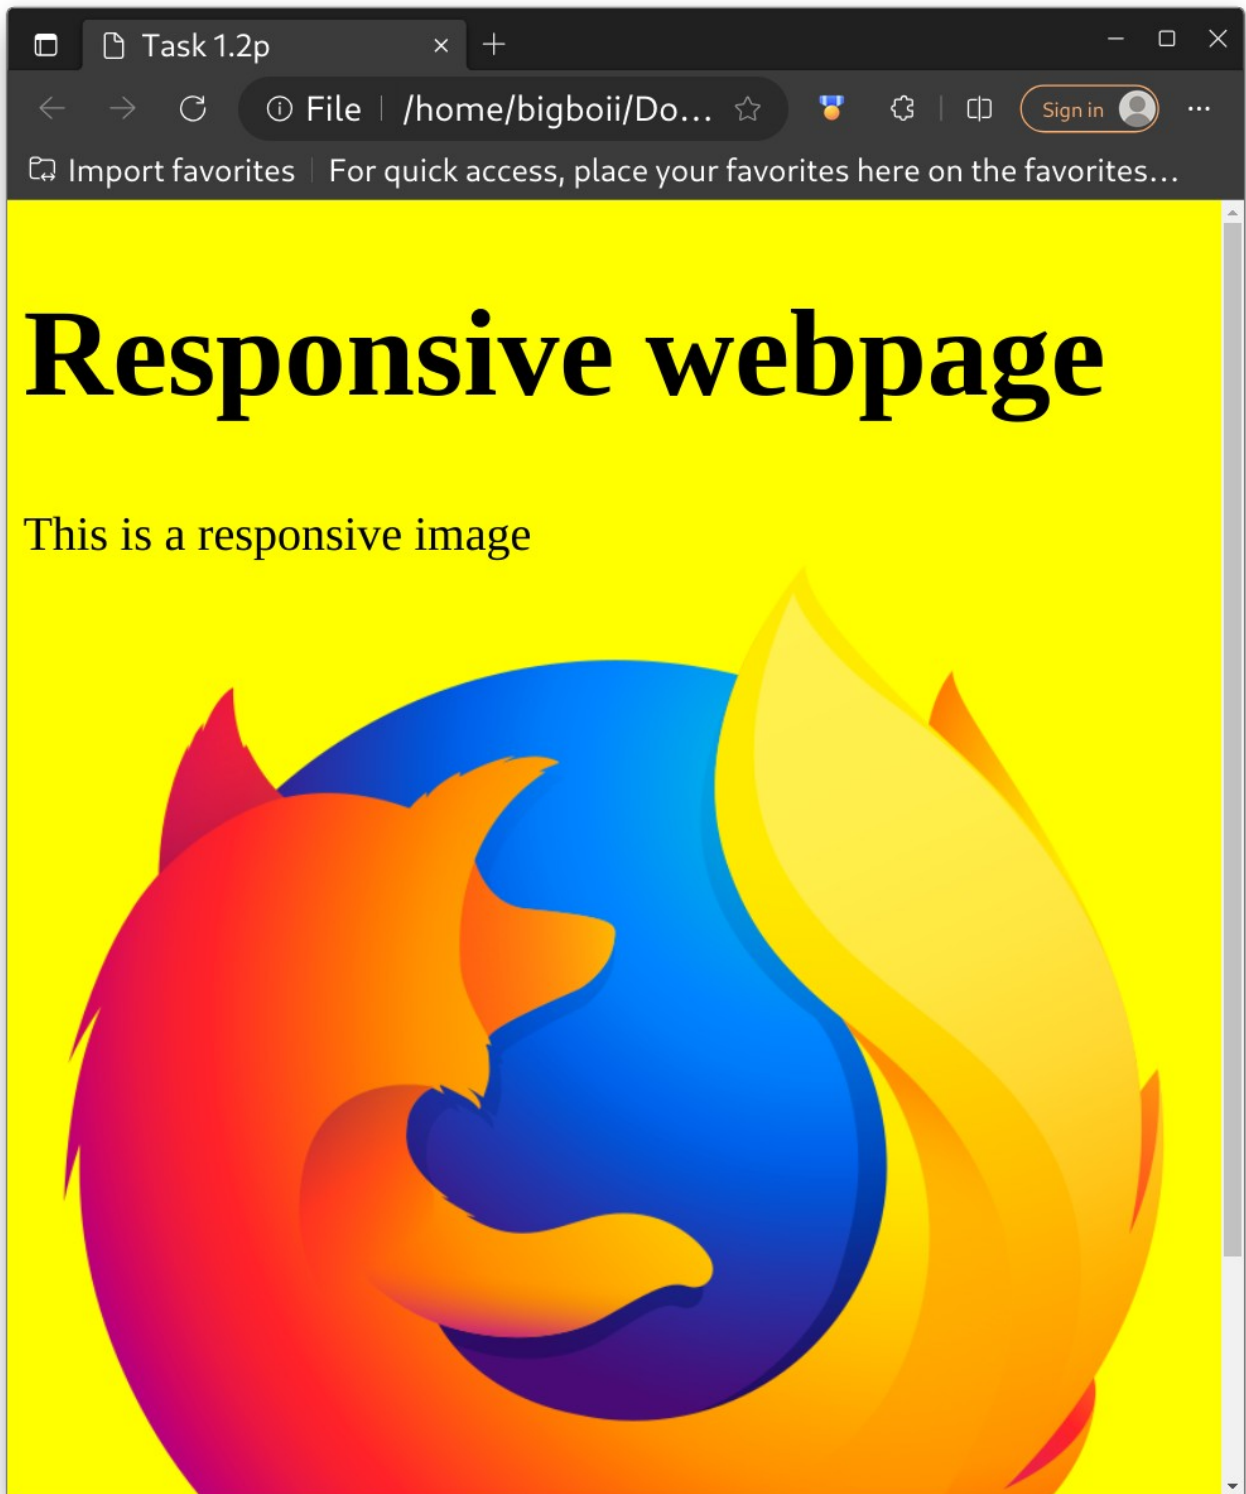 Task 1.2p
File /home/bigboii/Do...
Sign in
Import favorites
For quick access, place your favorites here on the favorites...
Responsive webpage
This is a responsive image